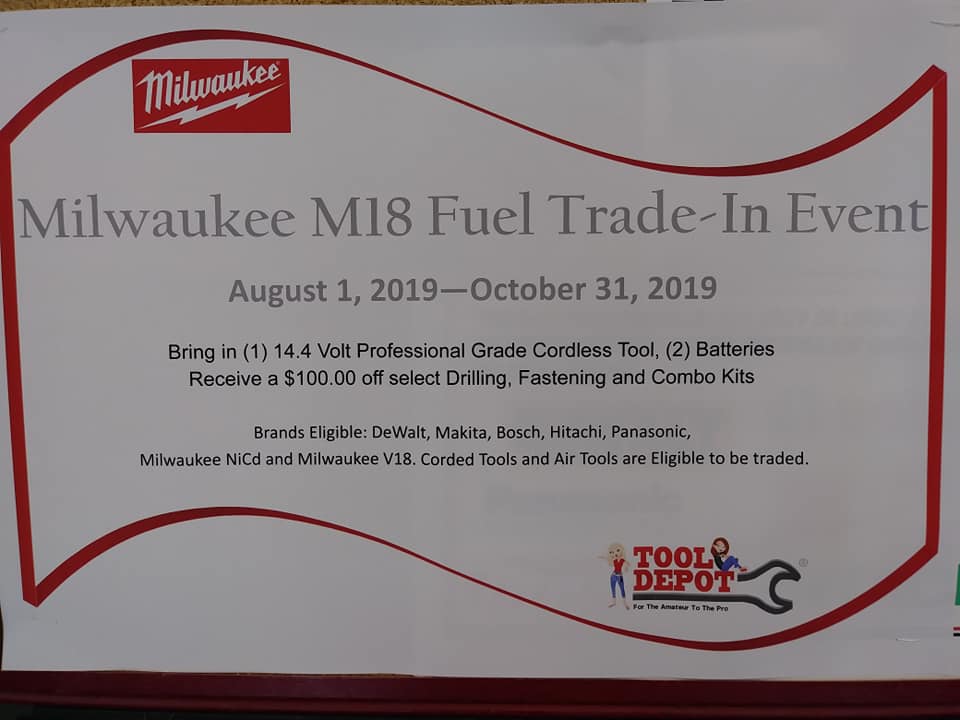 Milwaukee
Milwaukee M18 Fuel Trade-In Event
August 1, 2019—October 31, 2019
Bring in (1) 14.4 Volt Professional Grade Cordless Tool, (2) Batteries
Receive a $100.00 off select Drilling, Fastening and Combo Kits
Brands Eligible: DeWalt, Makita, Bosch, Hitachi, Panasonic,
Milwaukee NiCd and Milwaukee V18. Corded Tools and Air Tools are Eligible to be traded.
TOOL
DEPOT
®
For The Amateur To The Pro